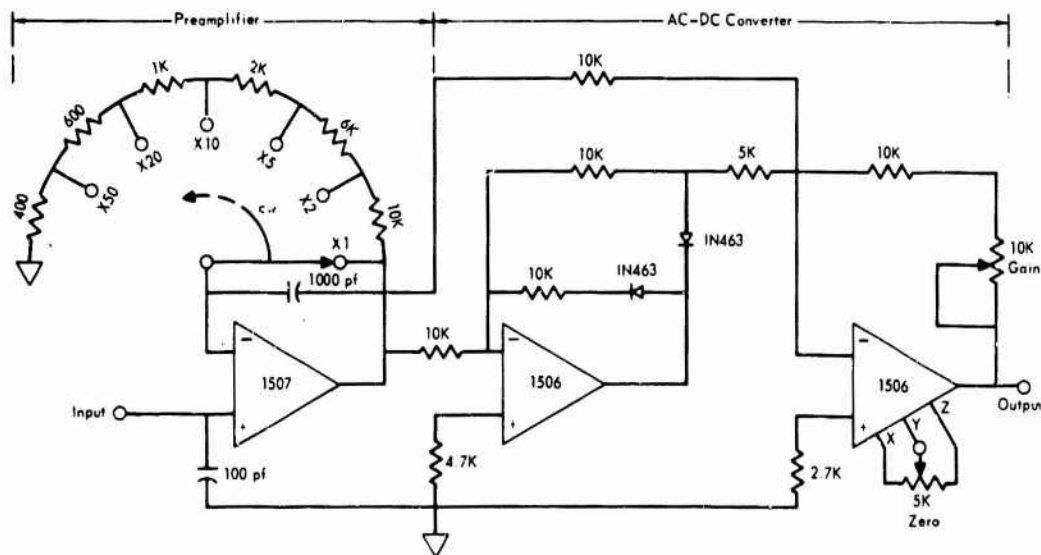 Preamplifier
AC-DC Converter
1K
2K
10K
600
X20
X10
X5
6K
10K
5K
10K
400
X50
X2
10K
X1
IN463
10K
Gain
1000 pf
10K
IN463
10K
−
1507
+
−
1506
+
−
1506
+
Input
Output
X
Y
Z
100 pf
4.7K
2.7K
5K
Zero